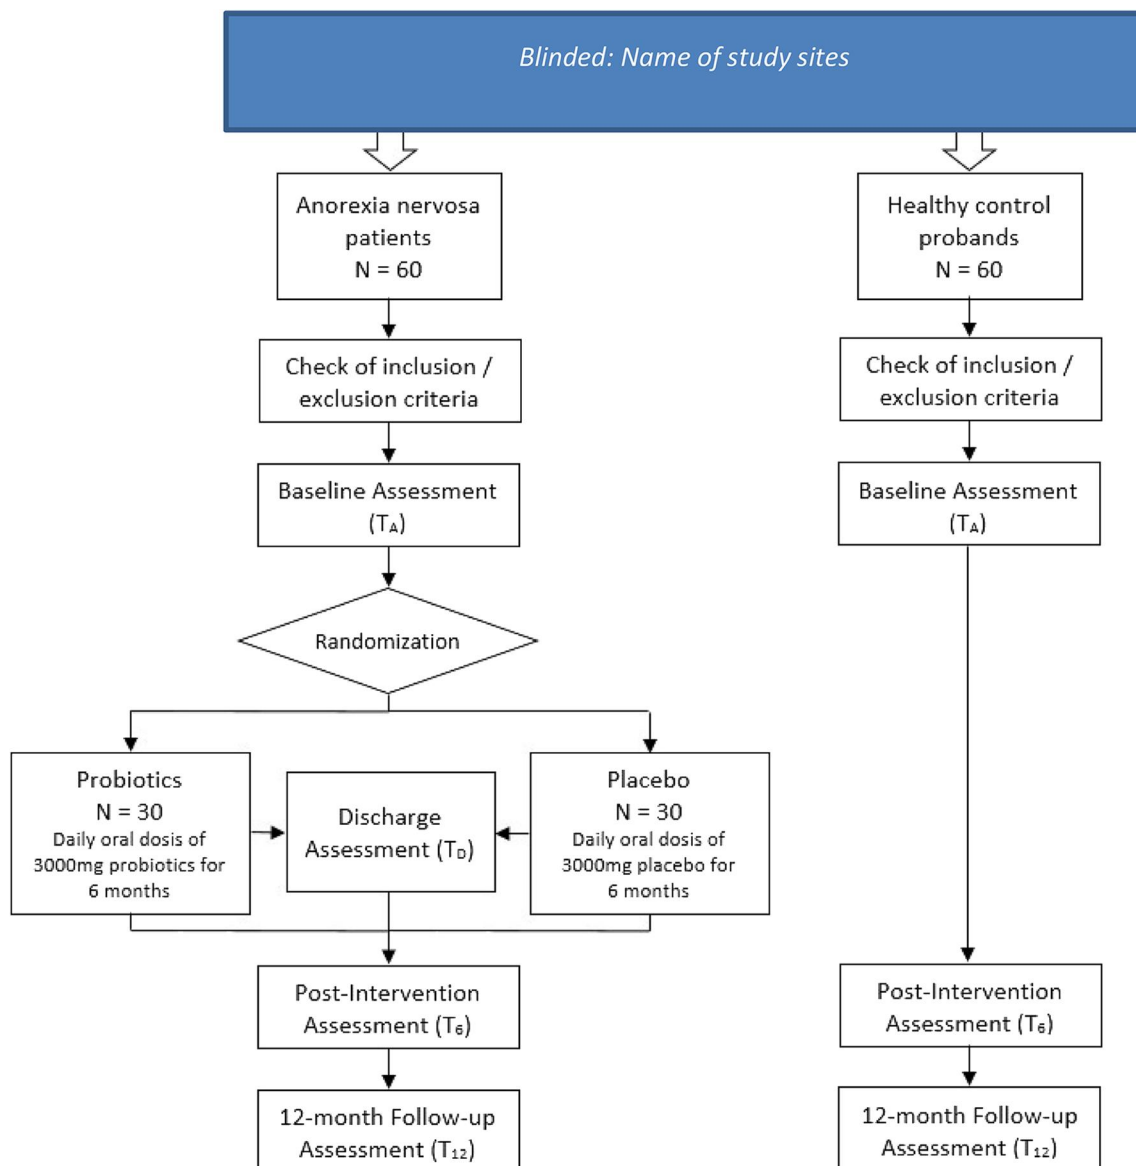 Blinded: Name of study sites
Anorexia nervosa
patients
N = 60
Healthy control
probands
N = 60
Check of inclusion /
exclusion criteria
Check of inclusion /
exclusion criteria
Baseline Assessment
(T_A)
Baseline Assessment
(T_A)
Randomization
Probiotics
N = 30
Daily oral dosis of
3000mg probiotics for
6 months
Discharge
Assessment (T_D)
Placebo
N = 30
Daily oral dosis of
3000mg placebo for
6 months
Post-Intervention
Assessment (T₆)
Post-Intervention
Assessment (T₆)
12-month Follow-up
Assessment (T₁₂)
12-month Follow-up
Assessment (T₁₂)